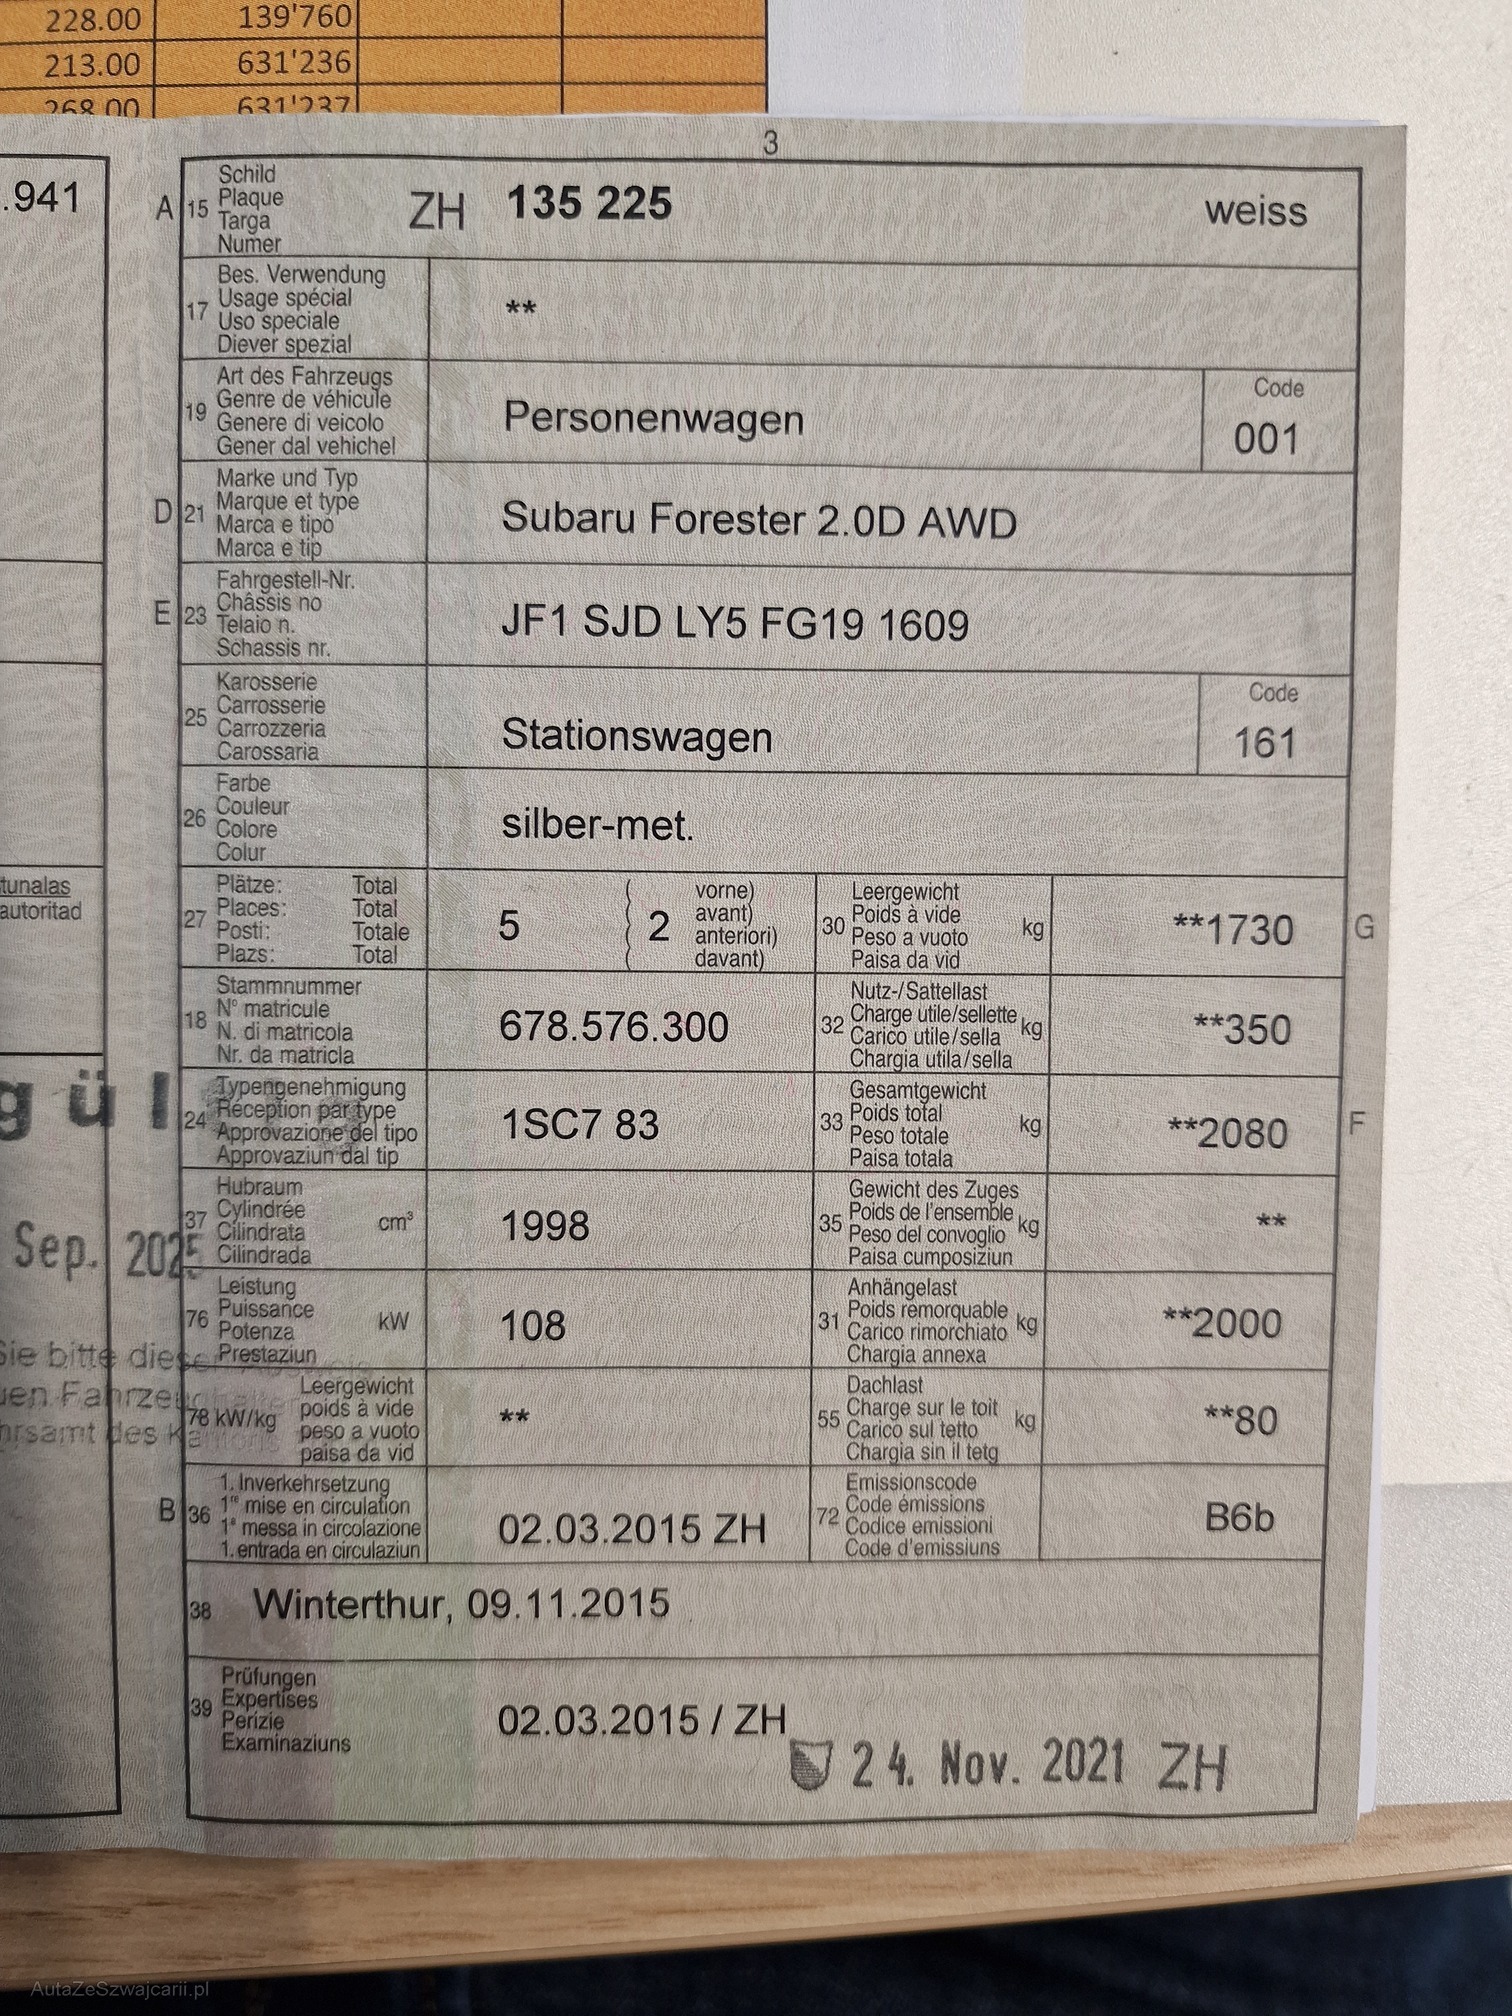 228.00 139'760
213.00 631'236
268.00 631'237
3
.941
A 15 Schild
Plaque
Targa
Numer
ZH 135 225 weiss
17 Bes. Verwendung
Usage spécial
Uso speciale
Diever spezial
**
19 Art des Fahrzeugs
Genre de véhicule
Genere di veicolo
Gener dal vehichel
Personenwagen
Code
001
D 21 Marke und Typ
Marque et type
Marca e tipo
Marca e tip
Subaru Forester 2.0D AWD
E 23 Fahrgestell-Nr.
Châssis no
Telaio n.
Schassis nr.
JF1 SJD LY5 FG19 1609
25 Karosserie
Carrosserie
Carrozzeria
Carossaria
Stationswagen
Code
161
26 Farbe
Couleur
Colore
Colur
silber-met.
tunalas
autoritad
27 Plätze: Total
Places: Total
Posti: Totale
Plazs: Total
5 ( 2 vorne)
avant)
anteriori)
davant)
30 Leergewicht
Poids à vide
Peso a vuoto
Paisa da vid
kg **1730 G
18 Stammnummer
N° matricule
N. di matricola
Nr. da matricla
678.576.300
32 Nutz-/Sattellast
Charge utile/sellette
Carico utile/sella
Chargia utila/sella
kg **350
gül
24 Typengenehmigung
Réception par type
Approvazione del tipo
Approvaziun dal tip
1SC7 83
33 Gesamtgewicht
Poids total
Peso totale
Paisa totala
kg **2080 F
37 Hubraum
Cylindrée
Cilindrata
Cilindrada
cm³ 1998
35 Gewicht des Zuges
Poids de l'ensemble
Peso del convoglio
Paisa cumposiziun
kg **
Sep. 2025
76 Leistung
Puissance
Potenza
Prestaziun
kW 108
31 Anhängelast
Poids remorquable
Carico rimorchiato
Chargia annexa
kg **2000
Sie bitte
78 kW/kg Leergewicht
poids à vide
peso a vuoto
paisa da vid
**
55 Dachlast
Charge sur le toit
Carico sul tetto
Chargia sin il tetg
kg **80
des
B 36 1. Inverkehrsetzung
1re mise en circulation
1a messa in circolazione
1. entrada en circulaziun
02.03.2015 ZH
72 Emissionscode
Code émissions
Codice emissioni
Code d'emissiuns
B6b
38 Winterthur, 09.11.2015
39 Prüfungen
Expertises
Perizie
Examinaziuns
02.03.2015 / ZH
24. Nov. 2021 ZH
AutaZeSzwajcarii.pl